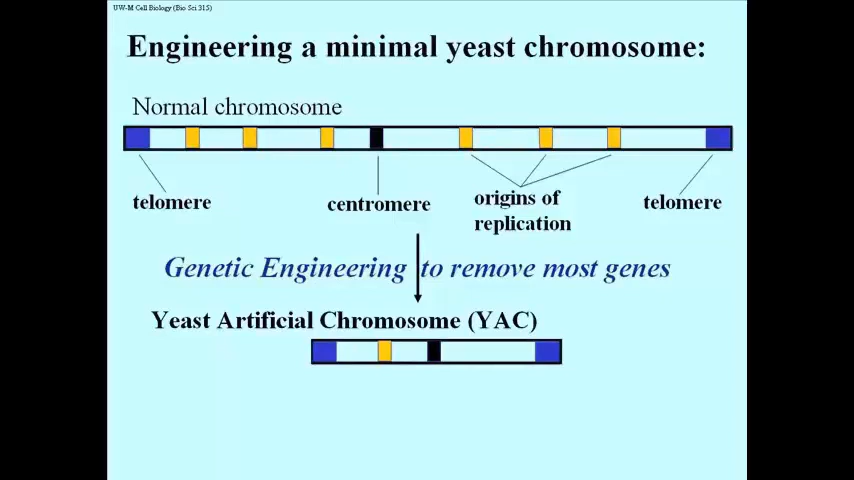 UW-M Cell Biology (Bio Sci 315)
Engineering a minimal yeast chromosome:
Normal chromosome
telomere
centromere
origins of
replication
telomere
Genetic Engineering to remove most genes
Yeast Artificial Chromosome (YAC)